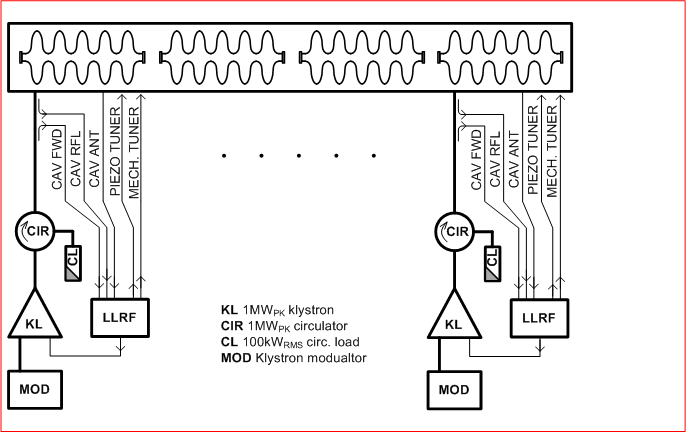 CAV FWD
CAV RFL
CAV ANT
PIEZO TUNER
MECH. TUNER
CAV FWD
CAV RFL
CAV ANT
PIEZO TUNER
MECH. TUNER
CIR
CL
CIR
CL
KL
LLRF
KL
LLRF
KL 1MWPK klystron
CIR 1MWPK circulator
CL 100kWRMS circ. load
MOD Klystron modualtor
MOD
MOD